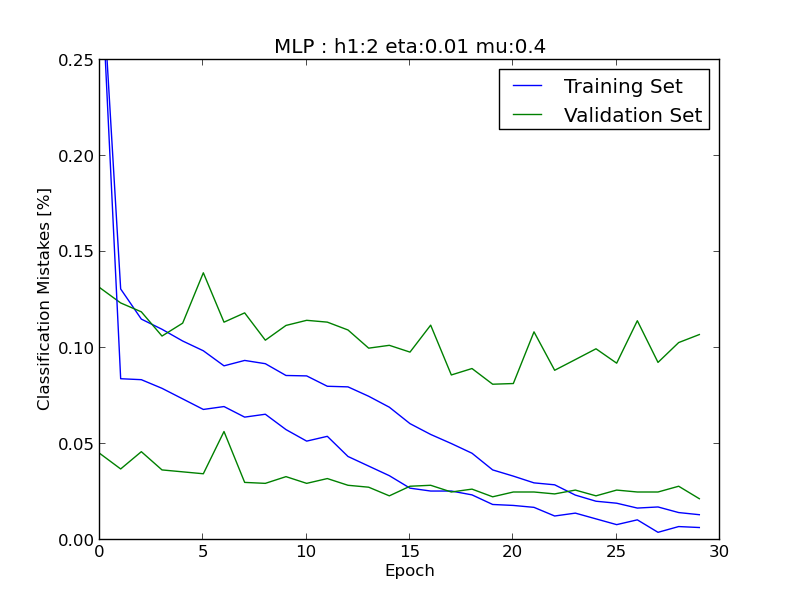 MLP : h1:2 eta:0.01 mu:0.4
0.25
Training Set
Validation Set
0.20
0.15
Classification Mistakes [%]
0.10
0.05
0.00
0 5 10 15 20 25 30
Epoch